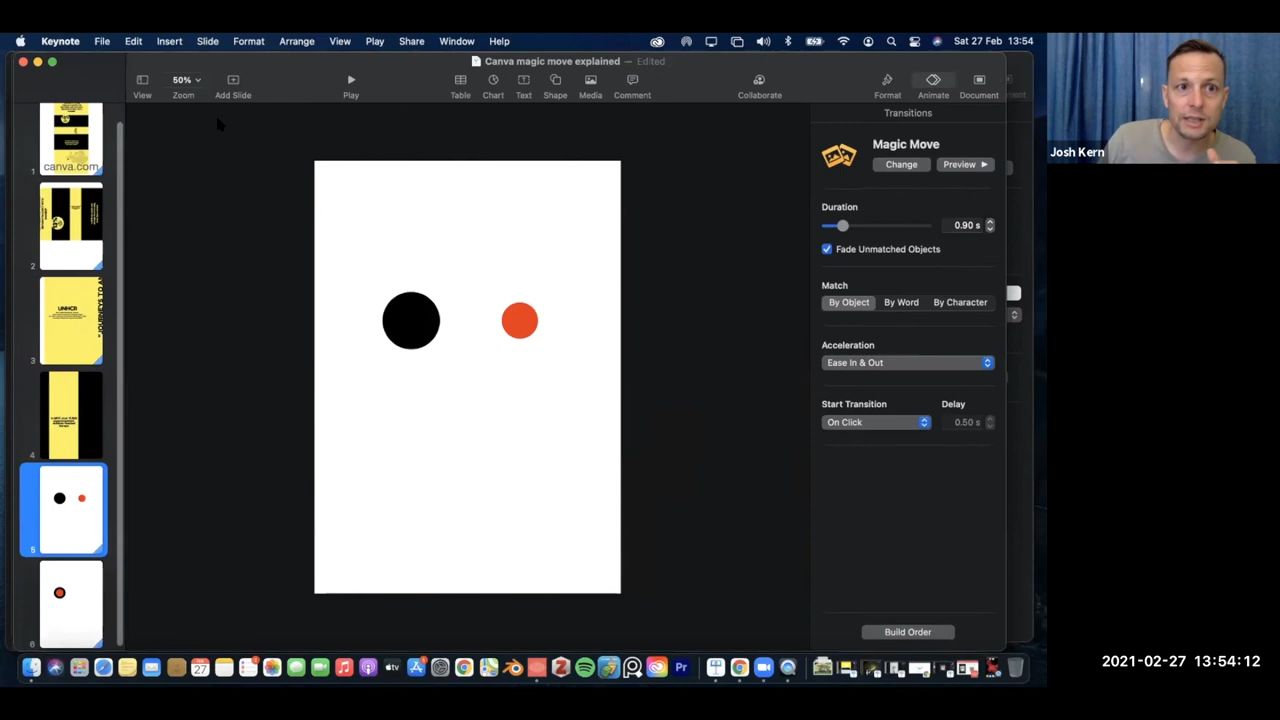 Keynote File Edit Insert Slide Format Arrange View Play Share Window Help Sat 27 Feb 13:54
Canva magic move explained — Edited
50%
View Zoom Add Slide Play Table Chart Text Shape Media Comment Collaborate Format Animate Document
Transitions
Magic Move
Change Preview
Duration
0.90 s
Fade Unmatched Objects
Match
By Object By Word By Character
Acceleration
Ease In & Out
Start Transition Delay
On Click 0.50 s
Build Order
canva.com
1
2
UNHCR
3
4
5
6
27
Pr
Josh Kern
2021-02-27 13:54:12